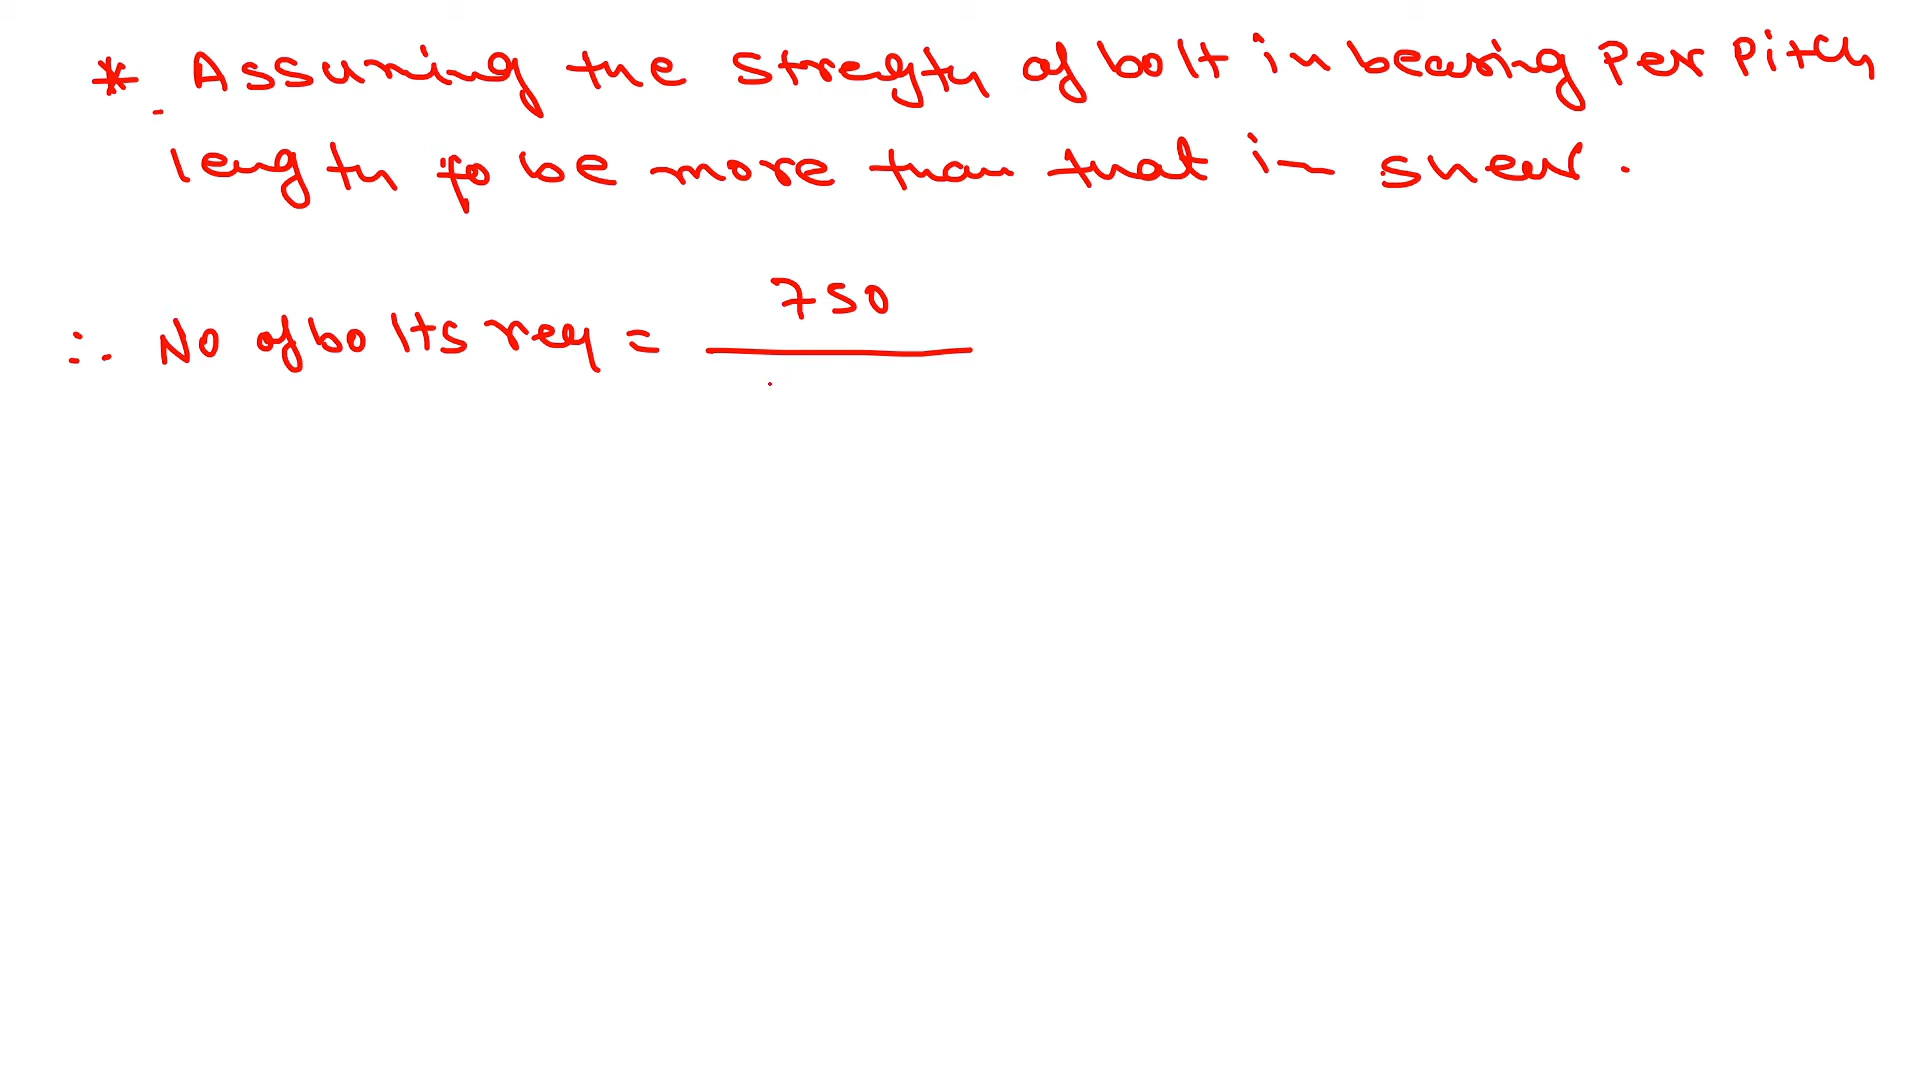 * Assuming the strength of bolt in bearing per pitch
length to be more than that in shear.
∴ No of bolts req = 750